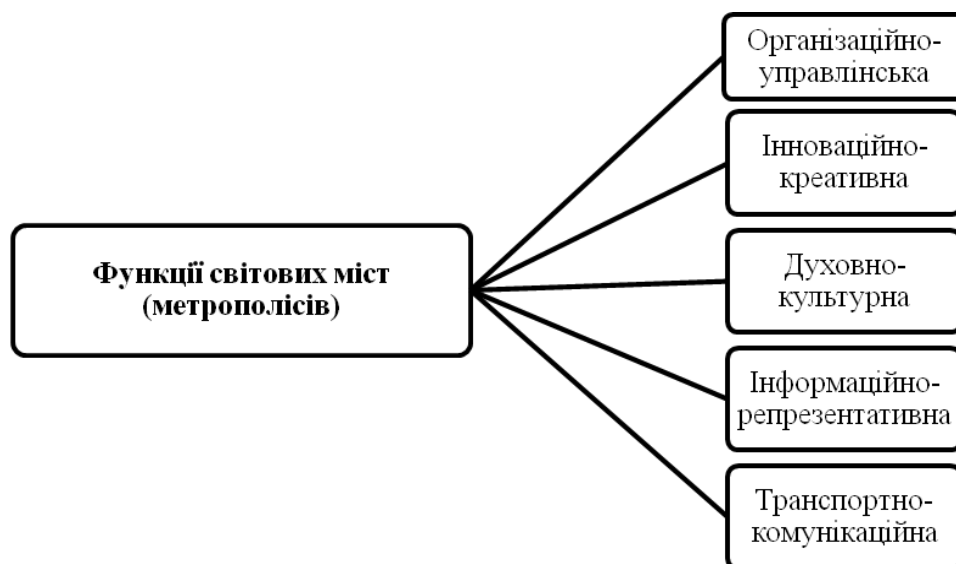 Функції світових міст
(метрополісів)
Організаційно-
управлінська
Інноваційно-
креативна
Духовно-
культурна
Інформаційно-
репрезентативна
Транспортно-
комунікаційна